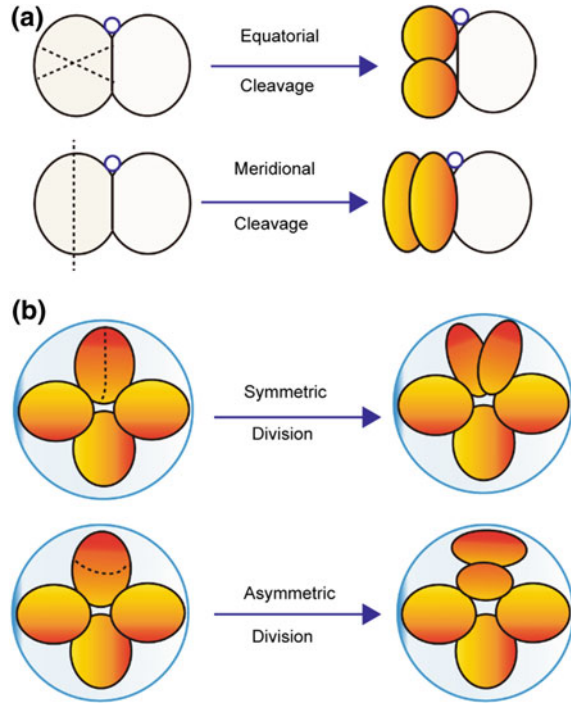 (a)
Equatorial
Cleavage
Meridional
Cleavage
(b)
Symmetric
Division
Asymmetric
Division